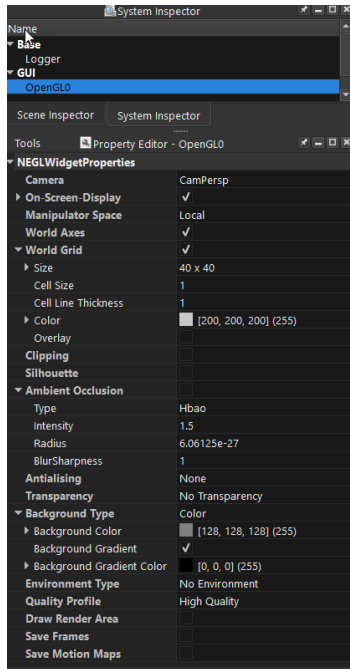 System Inspector
Name
Base
Logger
GUI
OpenGL0
Scene Inspector System Inspector
Tools Property Editor - OpenGL0
NEGLWidgetProperties
Camera CamPersp
On-Screen-Display
Manipulator Space Local
World Axes
World Grid
Size 40 x 40
Cell Size 1
Cell Line Thickness 1
Color [200, 200, 200] (255)
Overlay
Clipping
Silhouette
Ambient Occlusion
Type Hbao
Intensity 1.5
Radius 6.06125e-27
BlurSharpness 1
Antialising None
Transparency No Transparency
Background Type Color
Background Color [128, 128, 128] (255)
Background Gradient
Background Gradient Color [0, 0, 0] (255)
Environment Type No Environment
Quality Profile High Quality
Draw Render Area
Save Frames
Save Motion Maps